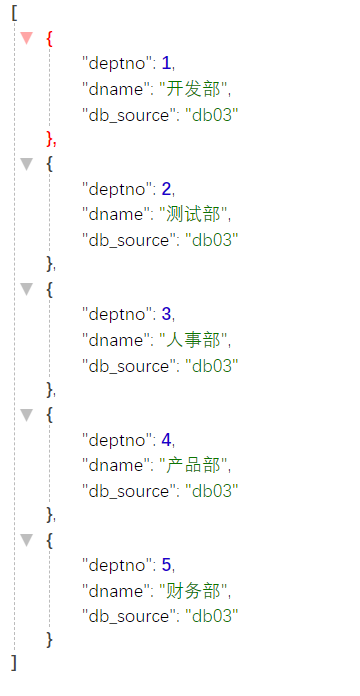 [
{
"deptno": 1,
"dname": "开发部",
"db_source": "db03"
},
{
"deptno": 2,
"dname": "测试部",
"db_source": "db03"
},
{
"deptno": 3,
"dname": "人事部",
"db_source": "db03"
},
{
"deptno": 4,
"dname": "产品部",
"db_source": "db03"
},
{
"deptno": 5,
"dname": "财务部",
"db_source": "db03"
}
]